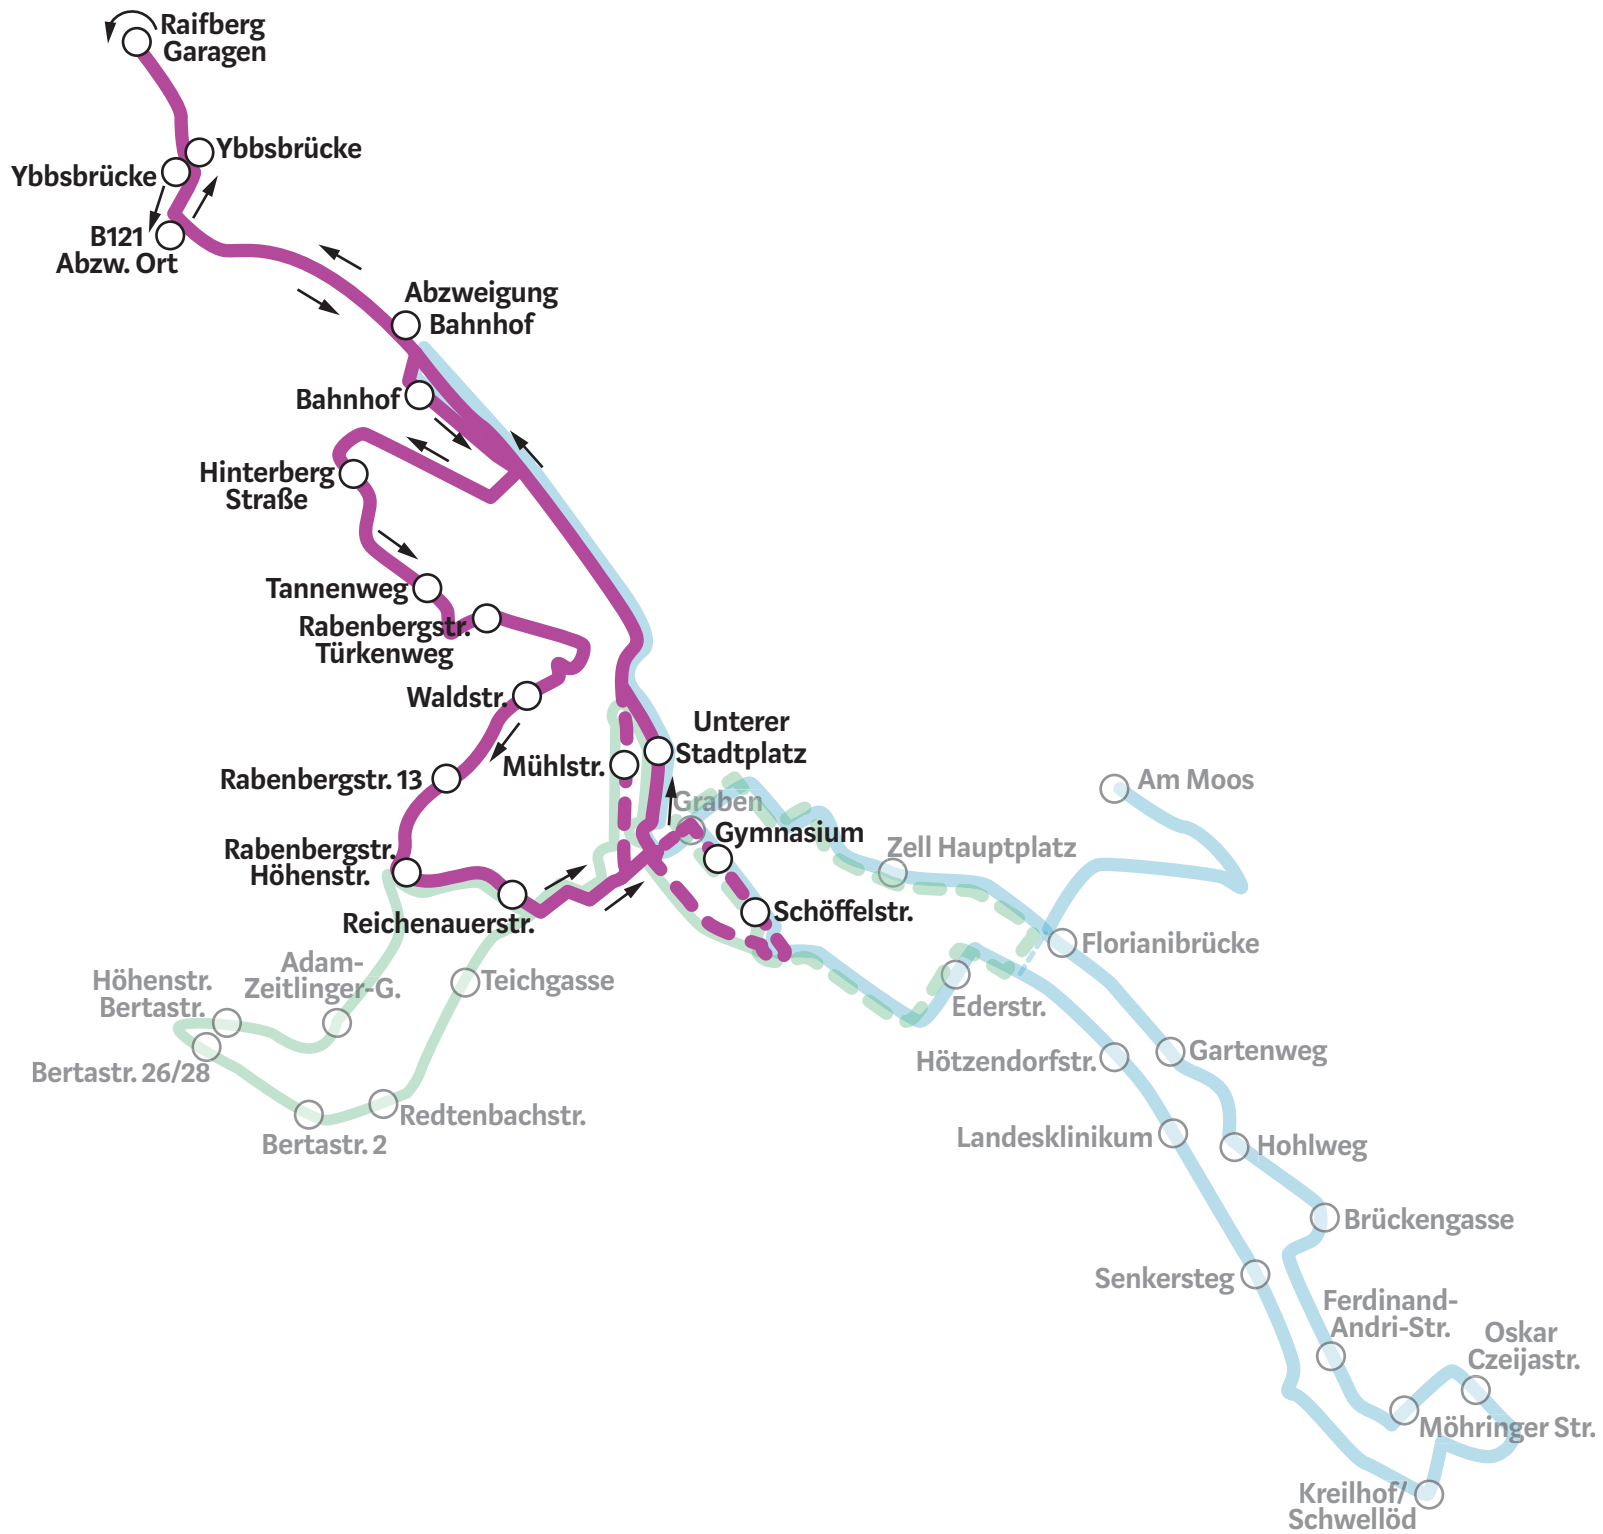 Raifberg
Garagen
Ybbsbrücke
Ybbsbrücke
B121
Abzw. Ort
Abzweigung
Bahnhof
Bahnhof
Hinterberg
Straße
Tannenweg
Rabenbergstr.
Türkenweg
Waldstr.
Unterer
Stadtplatz
Mühlstr.
Rabenbergstr. 13
Graben
Gymnasium
Am Moos
Zell Hauptplatz
Rabenbergstr.
Höhenstr.
Reichenauerstr.
Schöffelstr.
Florianibrücke
Adam-
Zeitlinger-G.
Höhenstr.
Bertastr.
Teichgasse
Ederstr.
Hötzendorfstr.
Gartenweg
Bertastr. 26/28
Redtenbachstr.
Bertastr. 2
Landesklinikum
Hohlweg
Brückengasse
Senkersteg
Ferdinand-
Andri-Str.
Oskar
Czeijastr.
Möhringer Str.
Kreilhof/
Schwellöd